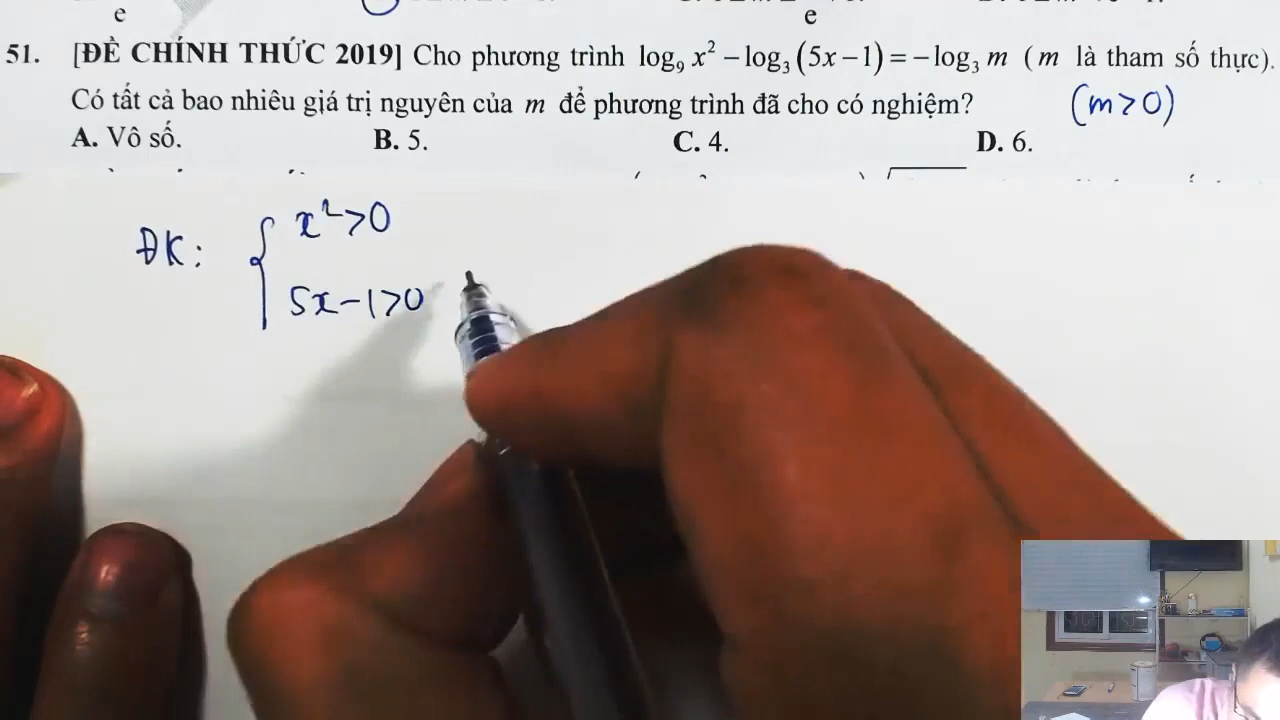 e e
51. [ĐỀ CHÍNH THỨC 2019] Cho phương trình log₉ x² − log₃ (5x − 1) = − log₃ m ( m là tham số thực).
Có tất cả bao nhiêu giá trị nguyên của m để phương trình đã cho có nghiệm? (m>0)
A. Vô số. B. 5. C. 4. D. 6.
ĐK: { x²>0
5x−1>0